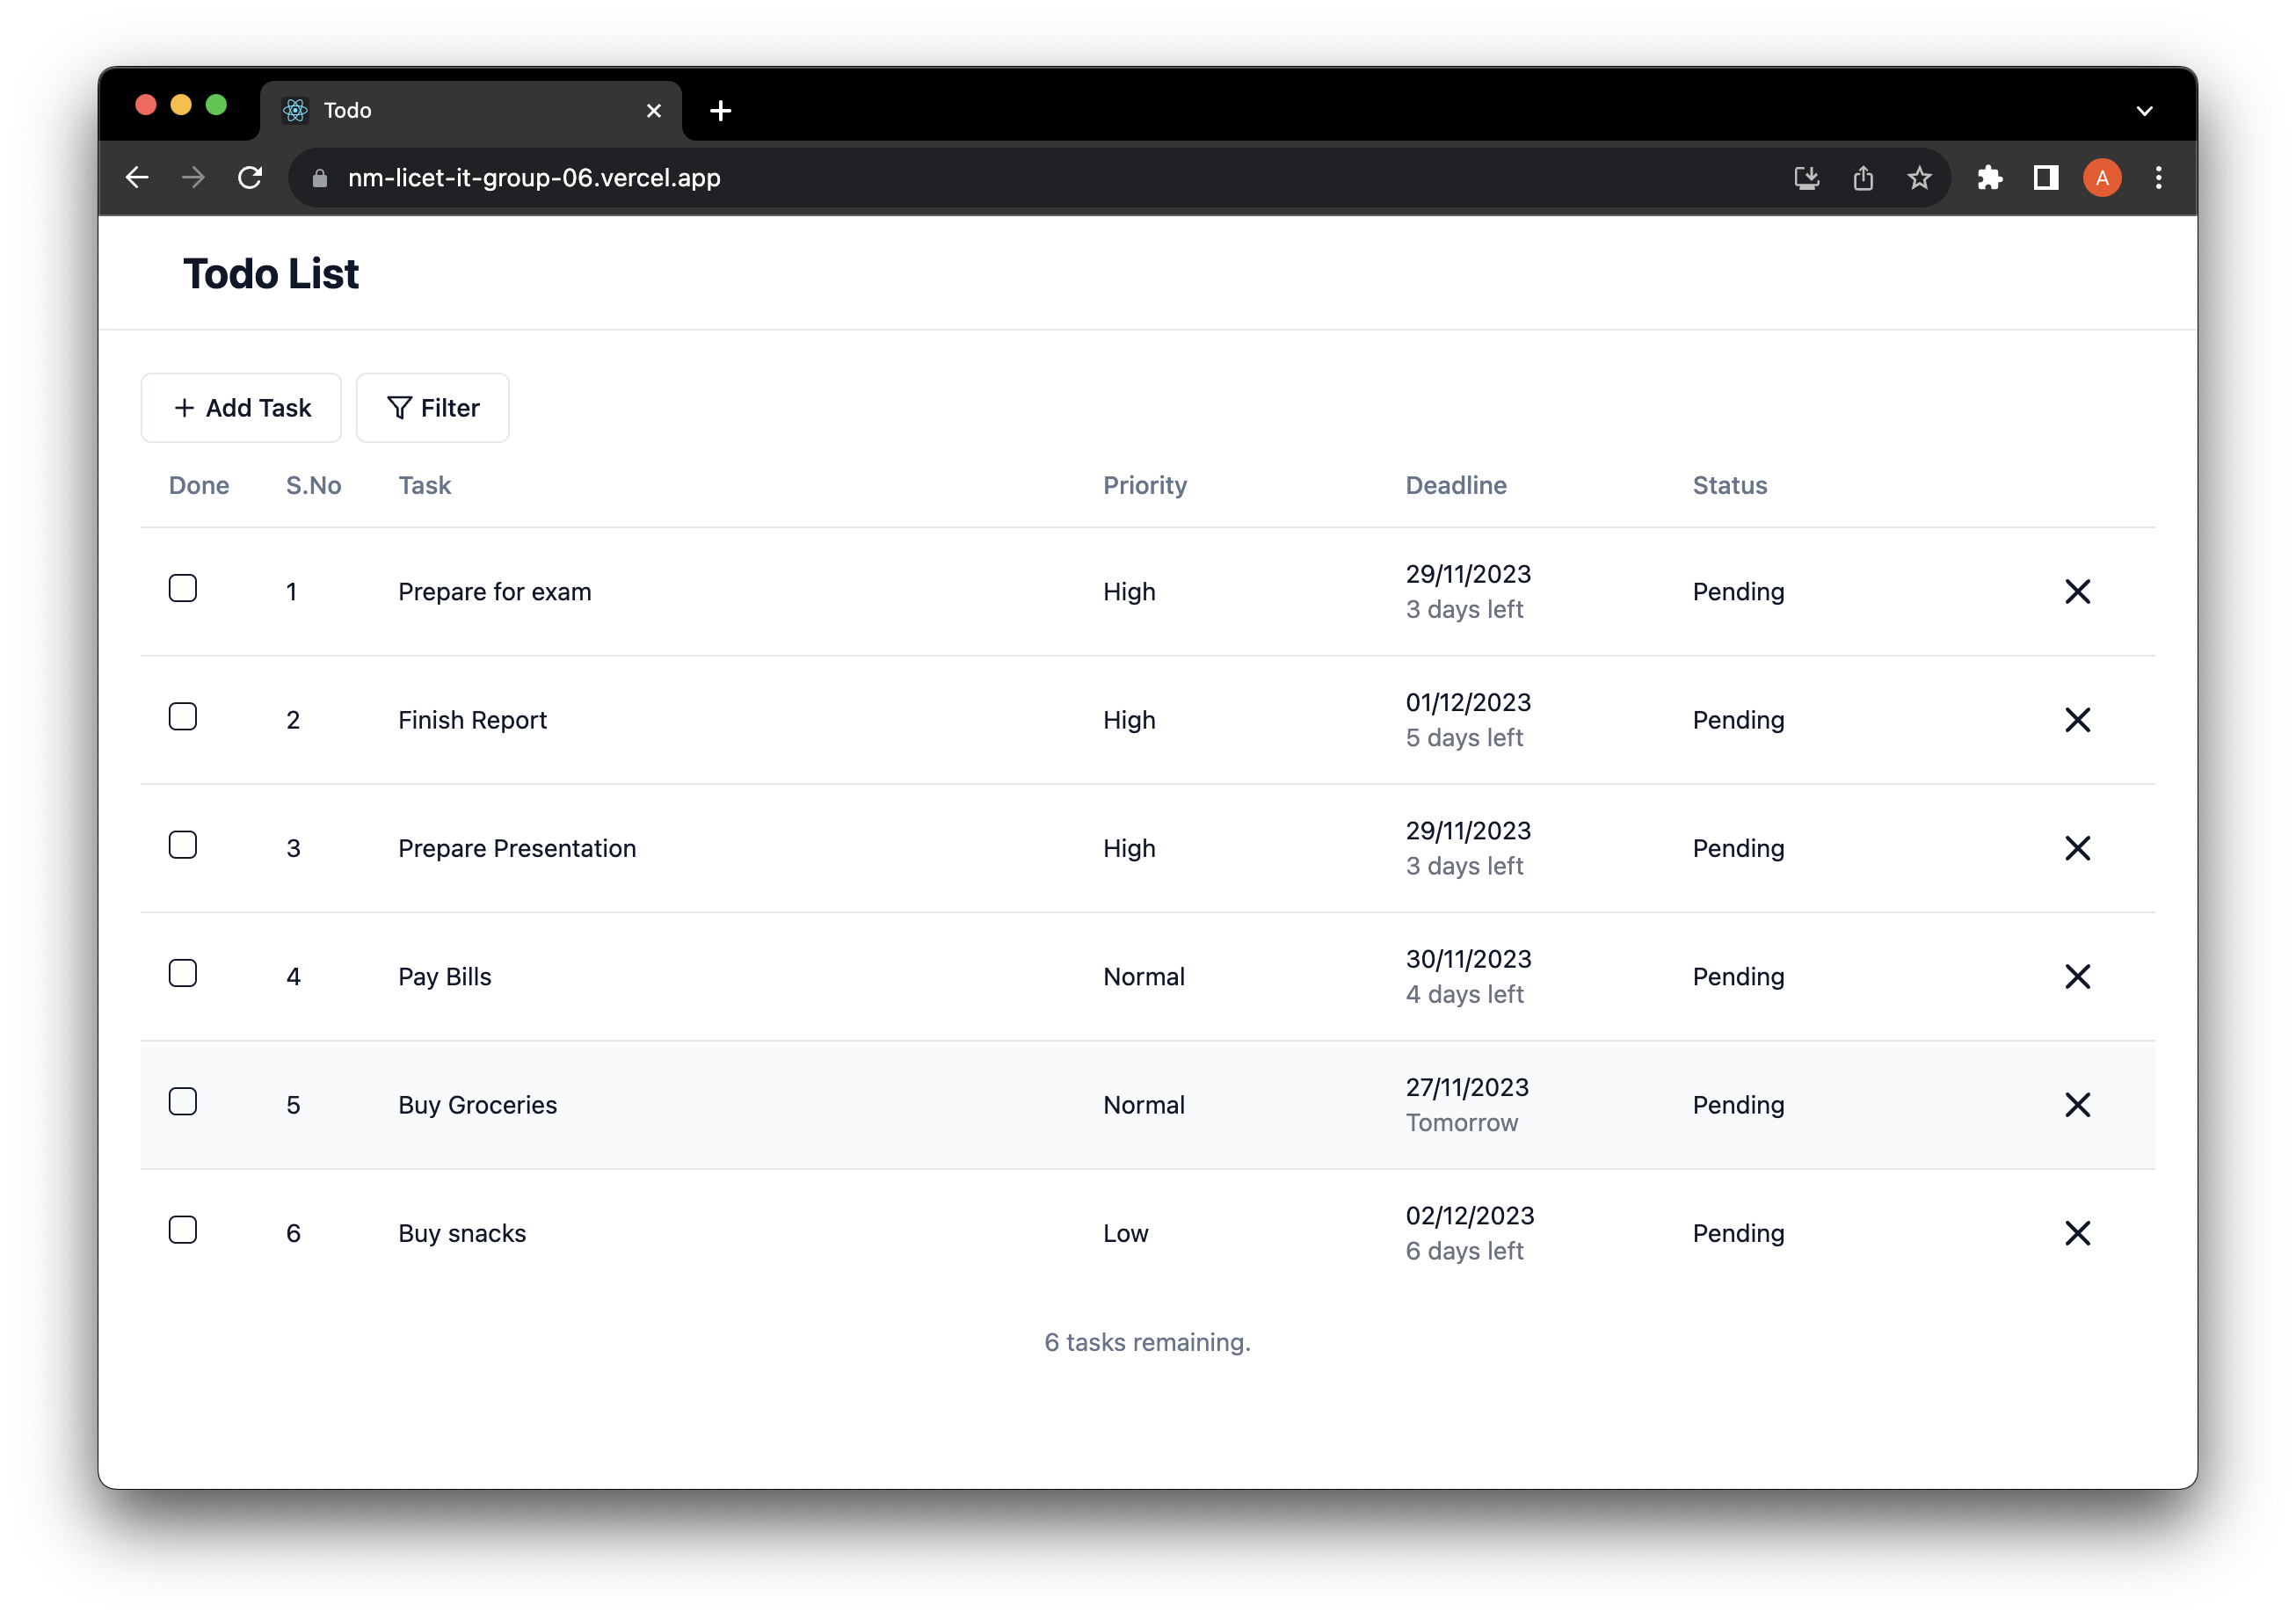 Todo
nm-licet-it-group-06.vercel.app
A
Todo List
Add Task Filter
Done S.No Task Priority Deadline Status
1 Prepare for exam High 29/11/2023 Pending
3 days left
2 Finish Report High 01/12/2023 Pending
5 days left
3 Prepare Presentation High 29/11/2023 Pending
3 days left
4 Pay Bills Normal 30/11/2023 Pending
4 days left
5 Buy Groceries Normal 27/11/2023 Pending
Tomorrow
6 Buy snacks Low 02/12/2023 Pending
6 days left
6 tasks remaining.